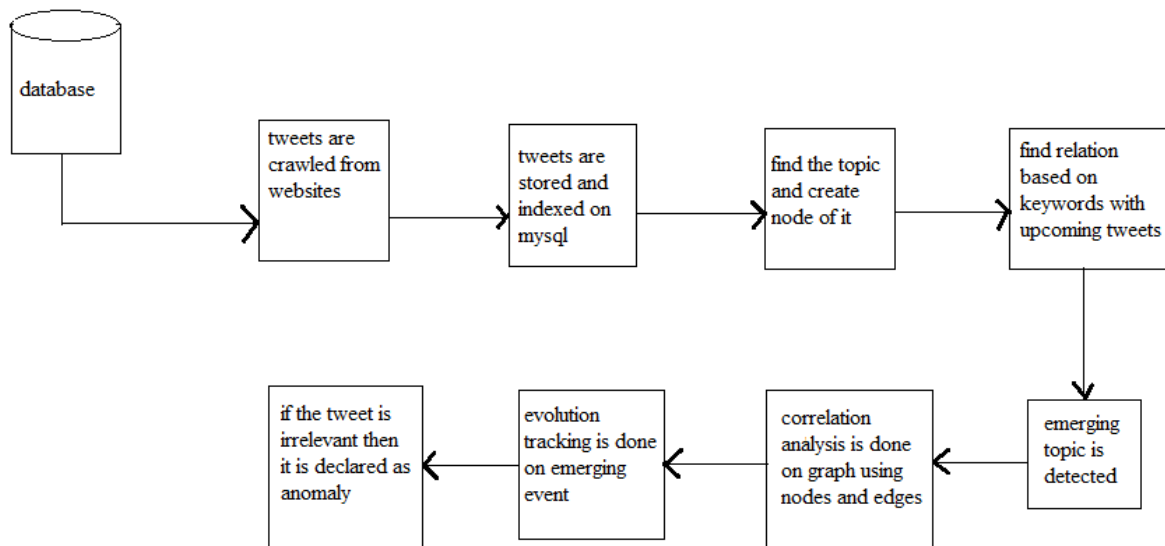 database
tweets are
crawled from
websites
tweets are
stored and
indexed on
mysql
find the topic
and create
node of it
find relation
based on
keywords with
upcoming tweets
emerging
topic is
detected
correlation
analysis is done
on graph using
nodes and edges
evolution
tracking is done
on emerging
event
if the tweet is
irrelevant then
it is declared as
anomaly